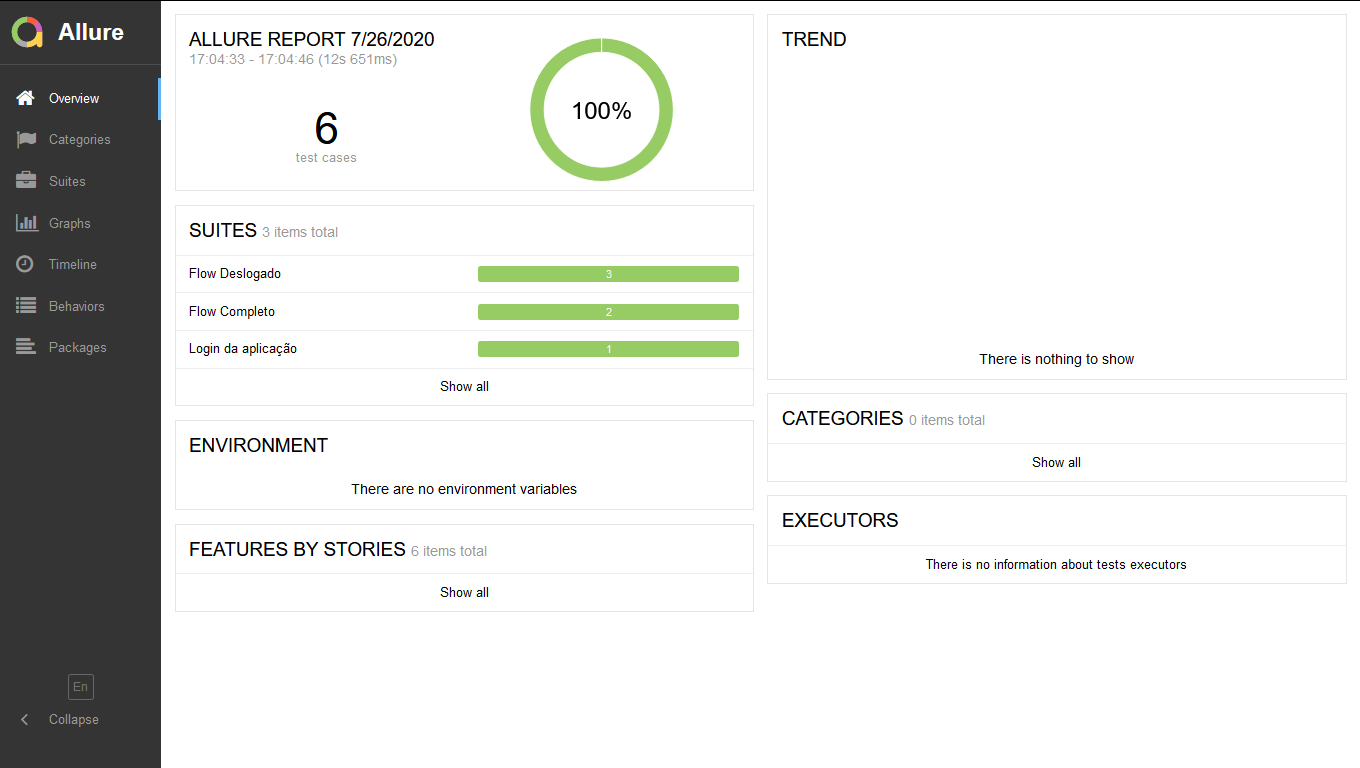 Allure
Overview
Categories
Suites
Graphs
Timeline
Behaviors
Packages
En
Collapse
ALLURE REPORT 7/26/2020
17:04:33 - 17:04:46 (12s 651ms)
6
test cases
100%
SUITES 3 items total
Flow Deslogado 3
Flow Completo 2
Login da aplicação 1
Show all
ENVIRONMENT
There are no environment variables
FEATURES BY STORIES 6 items total
Show all
TREND
There is nothing to show
CATEGORIES 0 items total
Show all
EXECUTORS
There is no information about tests executors